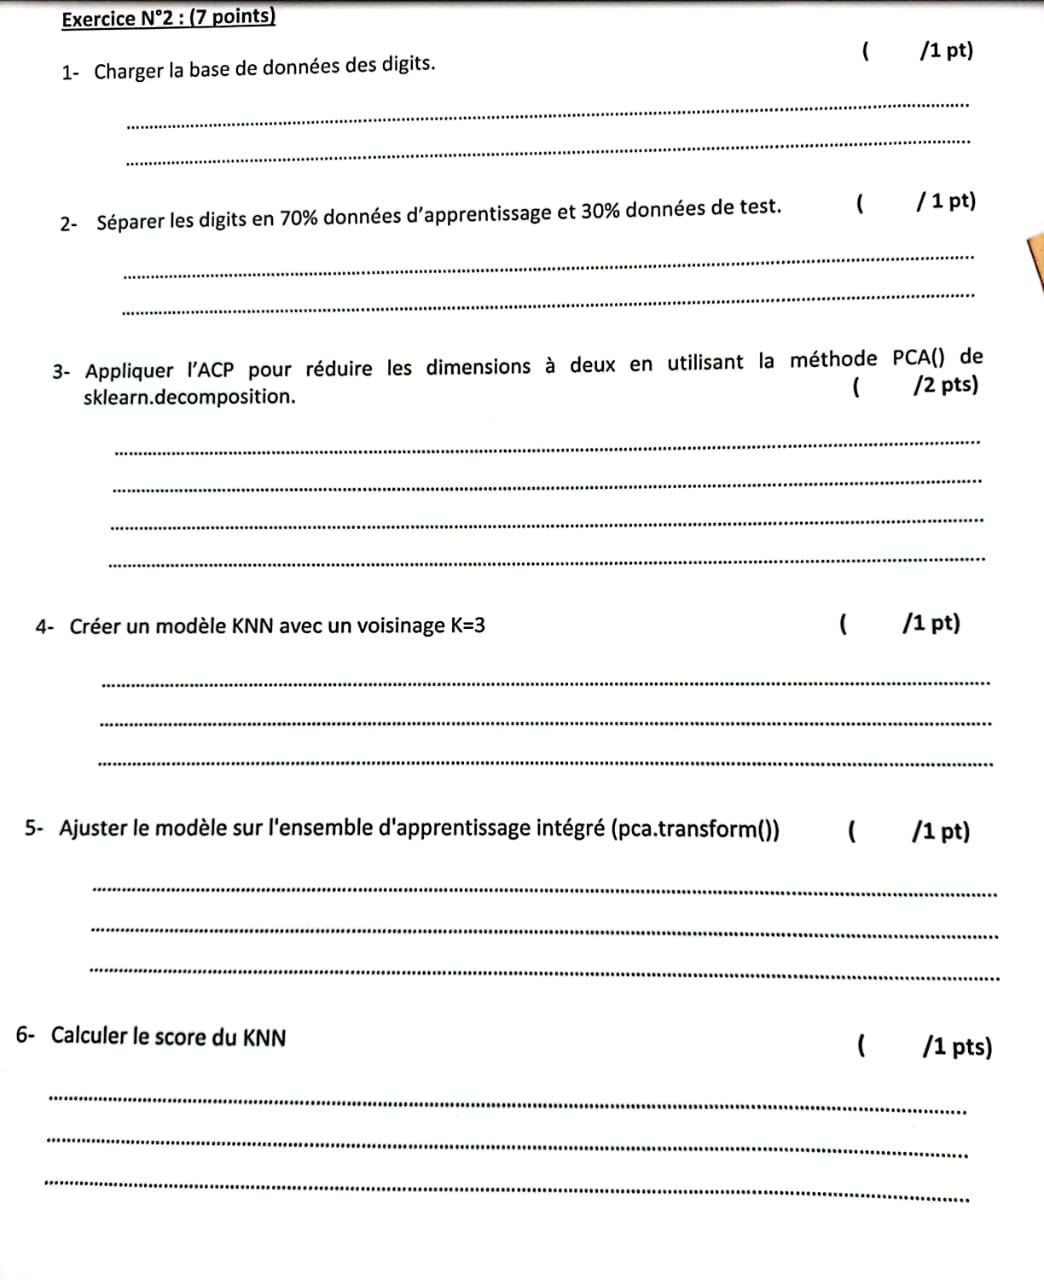 Exercice N°2 : (7 points)
1- Charger la base de données des digits. ( /1 pt)
2- Séparer les digits en 70% données d'apprentissage et 30% données de test. ( / 1 pt)
3- Appliquer l'ACP pour réduire les dimensions à deux en utilisant la méthode PCA() de
sklearn.decomposition. ( /2 pts)
4- Créer un modèle KNN avec un voisinage K=3 ( /1 pt)
5- Ajuster le modèle sur l'ensemble d'apprentissage intégré (pca.transform()) ( /1 pt)
6- Calculer le score du KNN ( /1 pts)